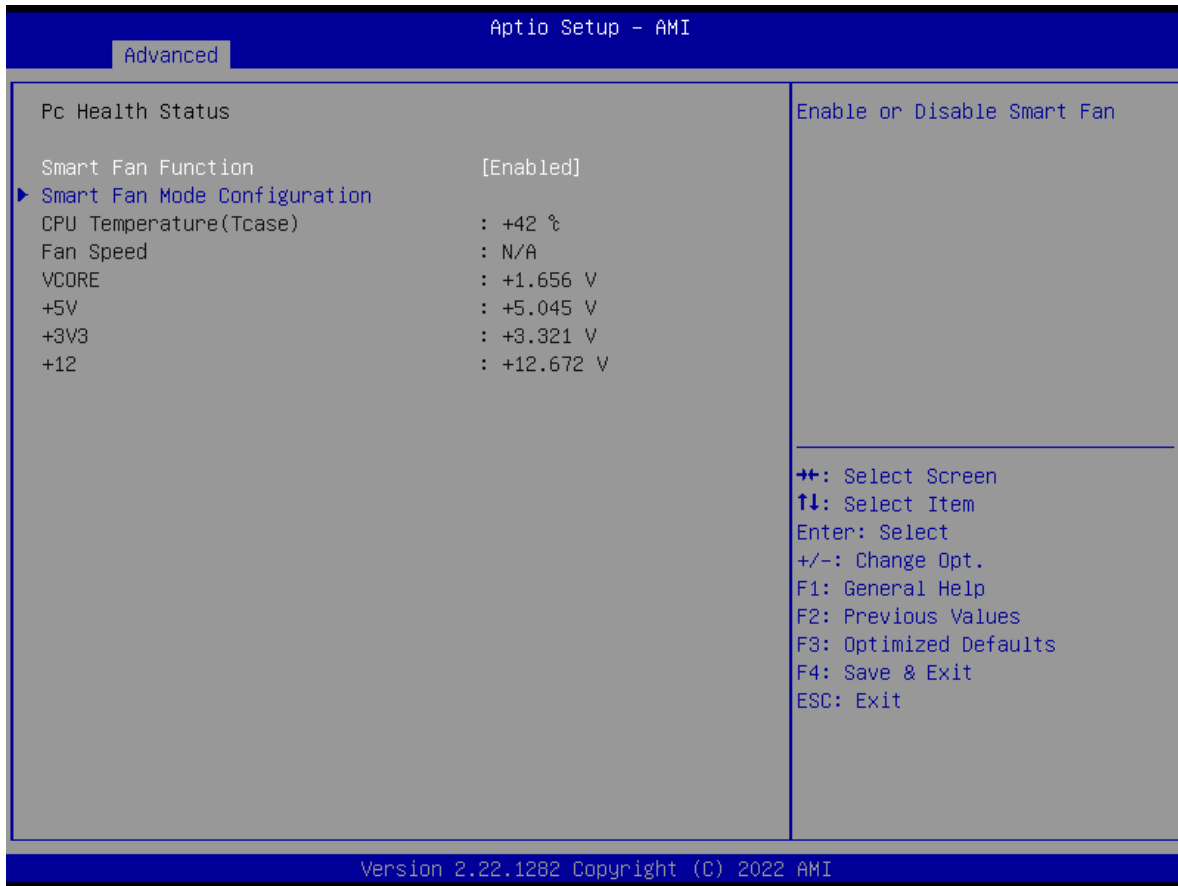 Aptio Setup – AMI
Advanced
Pc Health Status
Smart Fan Function [Enabled]
Smart Fan Mode Configuration
CPU Temperature(Tcase) : +42 ℃
Fan Speed : N/A
VCORE : +1.656 V
+5V : +5.045 V
+3V3 : +3.321 V
+12 : +12.672 V
Enable or Disable Smart Fan
→←: Select Screen
↑↓: Select Item
Enter: Select
+/-: Change Opt.
F1: General Help
F2: Previous Values
F3: Optimized Defaults
F4: Save & Exit
ESC: Exit
Version 2.22.1282 Copyright (C) 2022 AMI